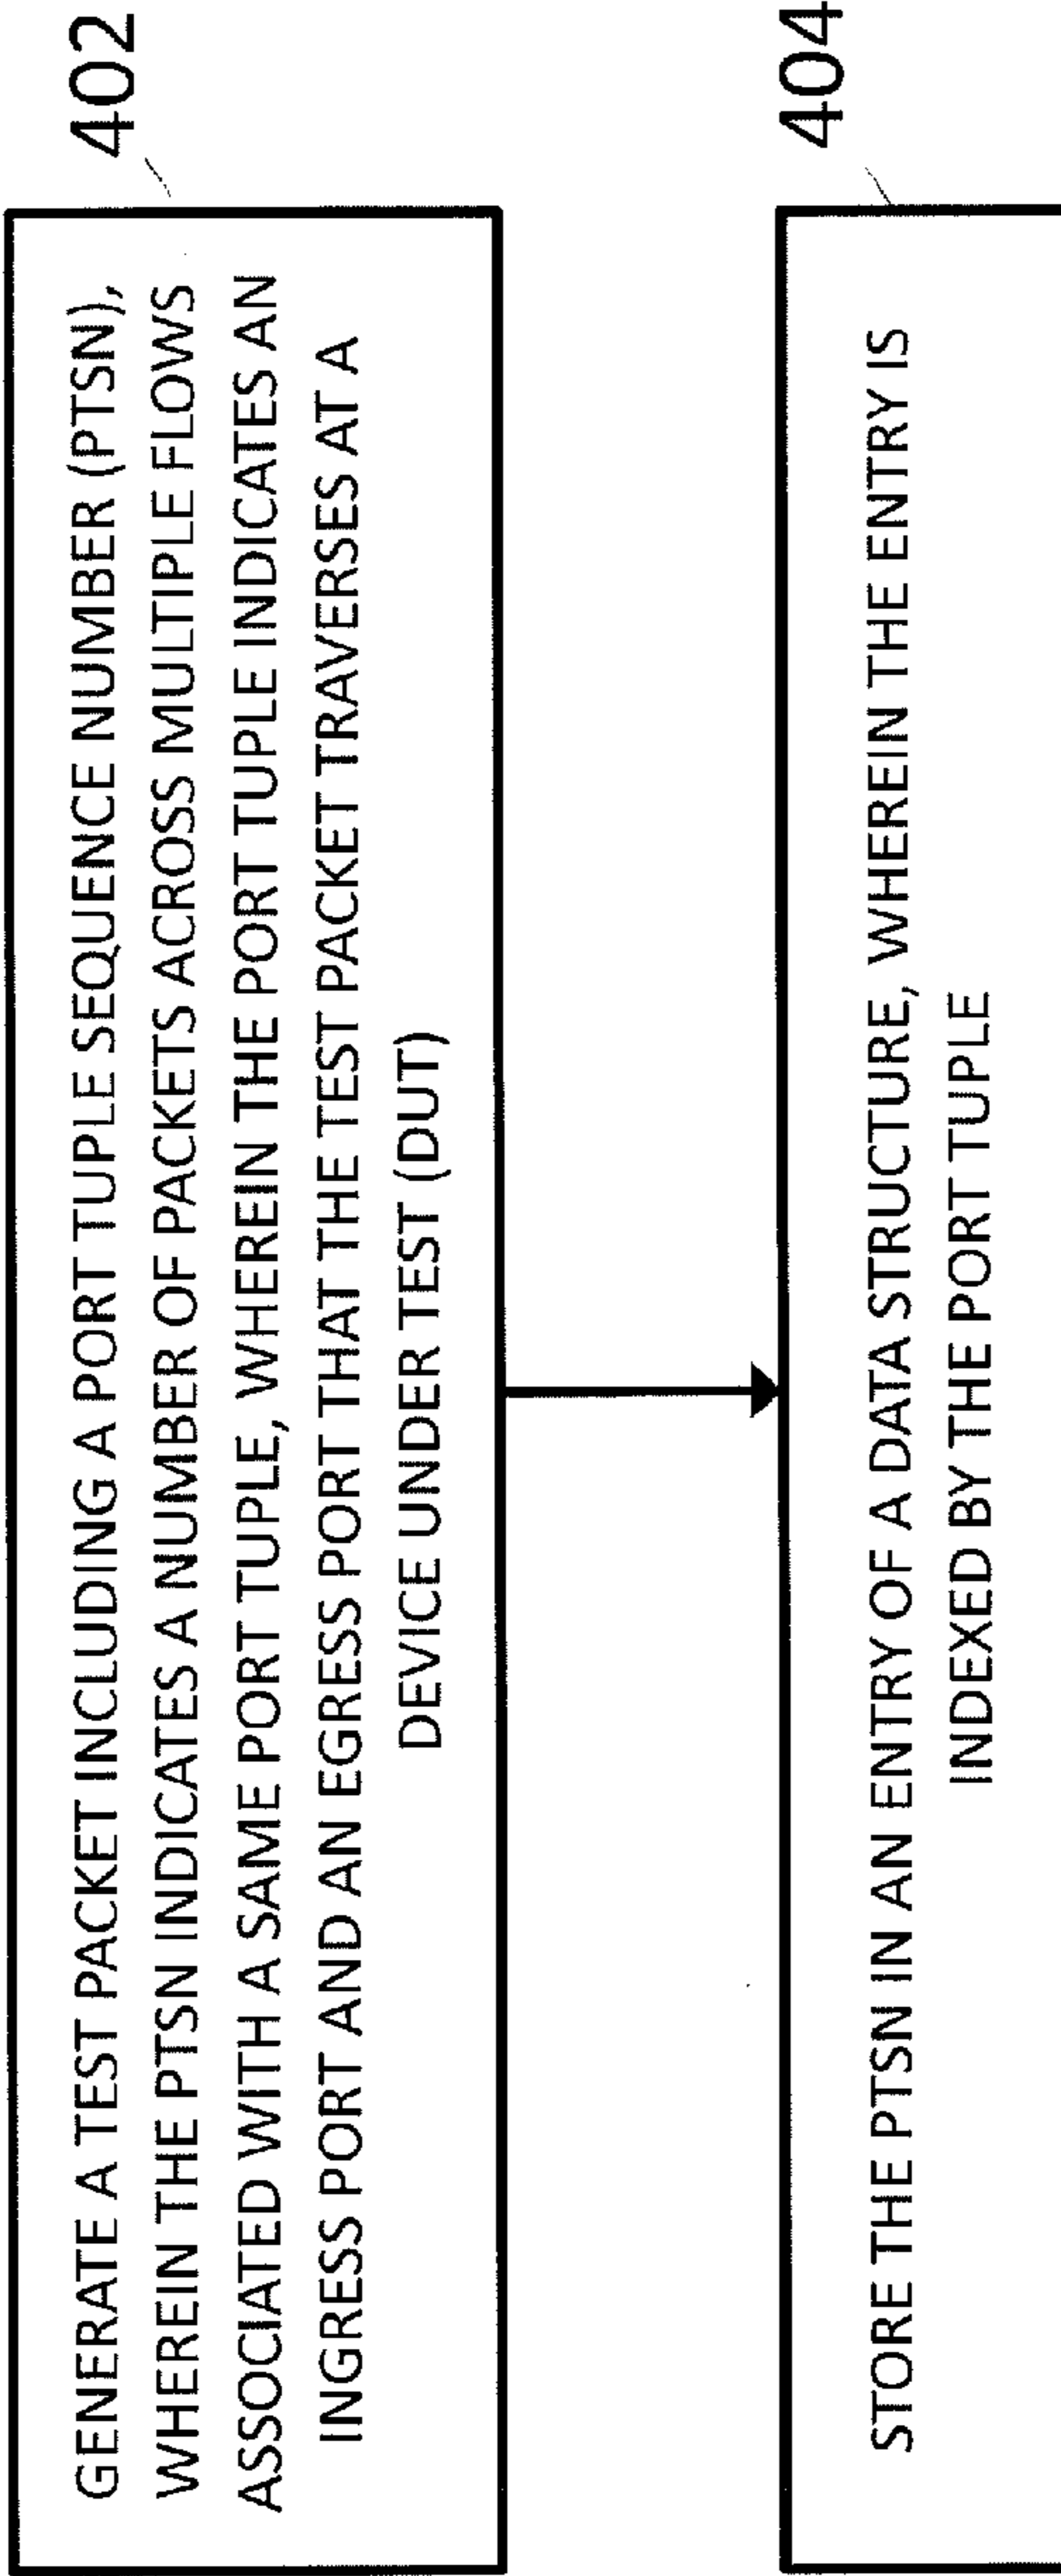 402
GENERATE A TEST PACKET INCLUDING A PORT TUPLE SEQUENCE NUMBER (PTSN),
WHEREIN THE PTSN INDICATES A NUMBER OF PACKETS ACROSS MULTIPLE FLOWS
ASSOCIATED WITH A SAME PORT TUPLE, WHEREIN THE PORT TUPLE INDICATES AN
INGRESS PORT AND AN EGRESS PORT THAT THE TEST PACKET TRAVERSES AT A
DEVICE UNDER TEST (DUT)
404
STORE THE PTSN IN AN ENTRY OF A DATA STRUCTURE, WHEREIN THE ENTRY IS
INDEXED BY THE PORT TUPLE